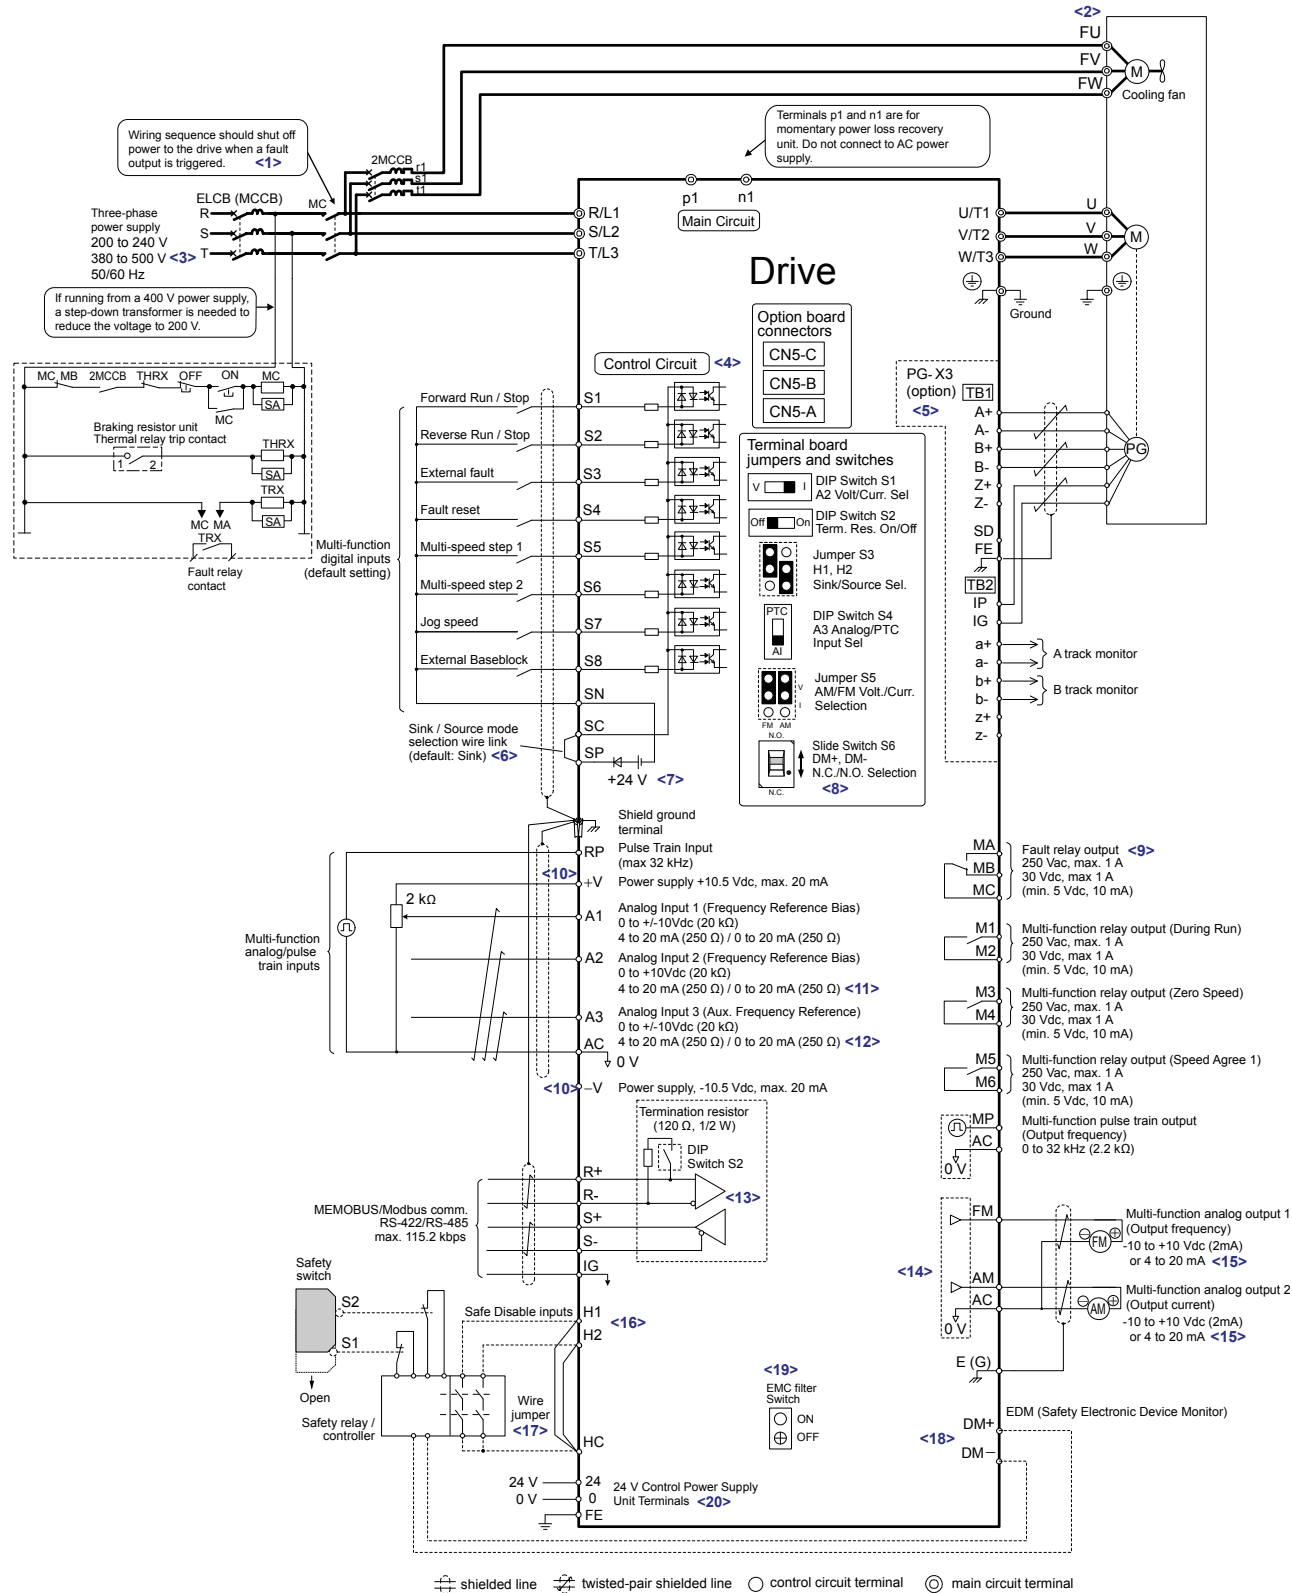 <2>
FU
FV
FW
M
Cooling fan
Terminals p1 and n1 are for
momentary power loss recovery
unit. Do not connect to AC power
supply.
Wiring sequence should shut off
power to the drive when a fault
output is triggered. <1>
2MCCB
r1
s1
t1
ELCB (MCCB)
MC
Three-phase
power supply
200 to 240 V
380 to 500 V <3>
50/60 Hz
R
S
T
p1
n1
Main Circuit
R/L1
S/L2
T/L3
U/T1
V/T2
W/T3
U
V
W
M
Ground
Drive
If running from a 400 V power supply,
a step-down transformer is needed to
reduce the voltage to 200 V.
MC MB
2MCCB
THRX
OFF
ON
MC
SA
MC
Braking resistor unit
Thermal relay trip contact
1 2
THRX
SA
TRX
SA
MC MA
TRX
Fault relay
contact
Option board
connectors
CN5-C
CN5-B
CN5-A
Control Circuit <4>
Multi-function
digital inputs
(default setting)
Forward Run / Stop
S1
Reverse Run / Stop
S2
External fault
S3
Fault reset
S4
Multi-speed step 1
S5
Multi-speed step 2
S6
Jog speed
S7
External Baseblock
S8
SN
SC
SP
Sink / Source mode
selection wire link
(default: Sink) <6>
+24 V <7>
Terminal board
jumpers and switches
V I
DIP Switch S1
A2 Volt/Curr. Sel
Off On
DIP Switch S2
Term. Res. On/Off
Jumper S3
H1, H2
Sink/Source Sel.
PTC
AI
DIP Switch S4
A3 Analog/PTC
Input Sel
V
I
FM AM
Jumper S5
AM/FM Volt./Curr.
Selection
N.O.
N.C.
Slide Switch S6
DM+, DM-
N.C./N.O. Selection
<8>
PG-X3
(option)
<5>
TB1
A+
A-
B+
B-
Z+
Z-
PG
SD
FE
TB2
IP
IG
a+
a-
A track monitor
b+
b-
B track monitor
z+
z-
Shield ground
terminal
RP
Pulse Train Input
(max 32 kHz)
<10>
+V
Power supply +10.5 Vdc, max. 20 mA
2 kΩ
Multi-function
analog/pulse
train inputs
A1
Analog Input 1 (Frequency Reference Bias)
0 to +/-10Vdc (20 kΩ)
4 to 20 mA (250 Ω) / 0 to 20 mA (250 Ω)
A2
Analog Input 2 (Frequency Reference Bias)
0 to +10Vdc (20 kΩ)
4 to 20 mA (250 Ω) / 0 to 20 mA (250 Ω) <11>
A3
Analog Input 3 (Aux. Frequency Reference)
0 to +/-10Vdc (20 kΩ)
4 to 20 mA (250 Ω) / 0 to 20 mA (250 Ω) <12>
AC
0 V
<10>
−V
Power supply, -10.5 Vdc, max. 20 mA
MA
MB
MC
Fault relay output <9>
250 Vac, max. 1 A
30 Vdc, max 1 A
(min. 5 Vdc, 10 mA)
M1
M2
Multi-function relay output (During Run)
250 Vac, max. 1 A
30 Vdc, max 1 A
(min. 5 Vdc, 10 mA)
M3
M4
Multi-function relay output (Zero Speed)
250 Vac, max. 1 A
30 Vdc, max 1 A
(min. 5 Vdc, 10 mA)
M5
M6
Multi-function relay output (Speed Agree 1)
250 Vac, max. 1 A
30 Vdc, max 1 A
(min. 5 Vdc, 10 mA)
MP
AC
0 V
Multi-function pulse train output
(Output frequency)
0 to 32 kHz (2.2 kΩ)
Termination resistor
(120 Ω, 1/2 W)
DIP
Switch S2
<13>
MEMOBUS/Modbus comm.
RS-422/RS-485
max. 115.2 kbps
R+
R-
S+
S-
IG
<14>
FM
AM
AC
0 V
E (G)
FM
Multi-function analog output 1
(Output frequency)
-10 to +10 Vdc (2mA)
or 4 to 20 mA <15>
AM
Multi-function analog output 2
(Output current)
-10 to +10 Vdc (2mA)
or 4 to 20 mA <15>
Safety
switch
S2
S1
Open
Safety relay /
controller
Safe Disable inputs
H1
H2
<16>
Wire
jumper
<17>
HC
<19>
EMC filter
Switch
ON
OFF
EDM (Safety Electronic Device Monitor)
DM+
<18>
DM−
24 V
24
0 V
0
FE
24 V Control Power Supply
Unit Terminals <20>
shielded line
twisted-pair shielded line
control circuit terminal
main circuit terminal